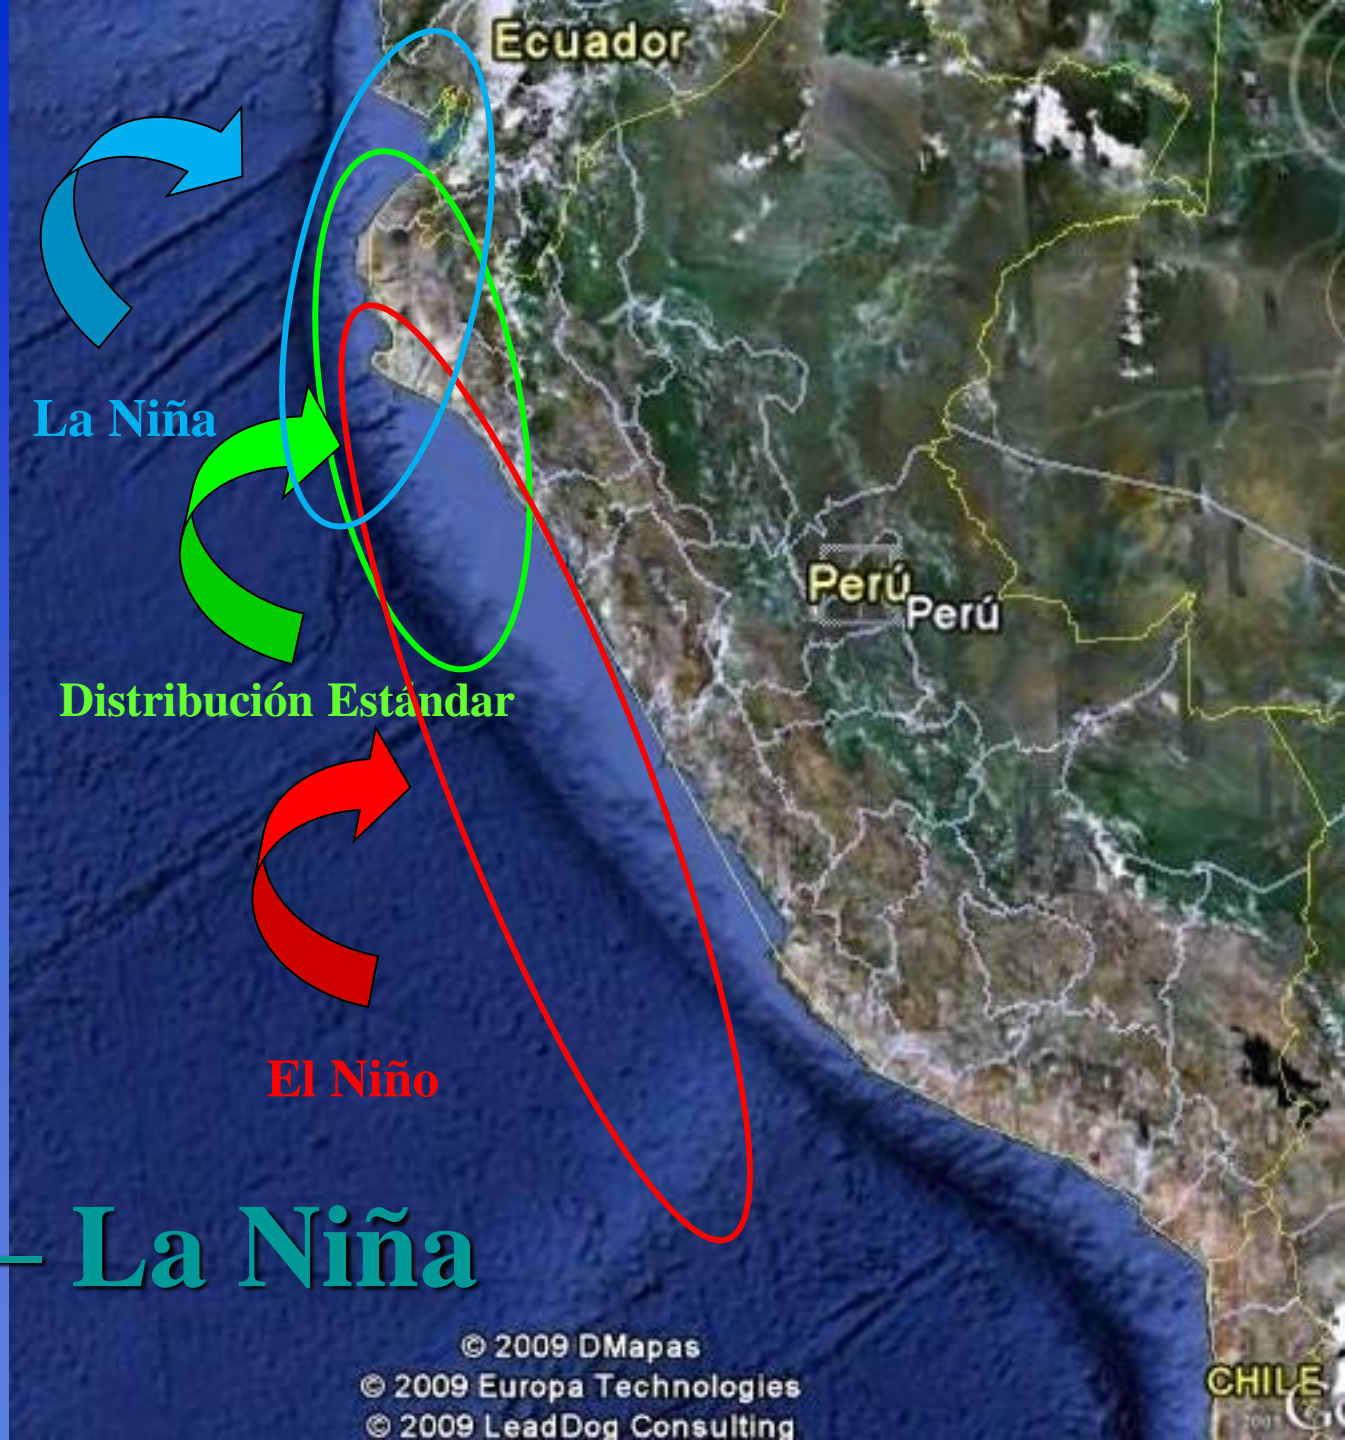 Ecuador
La Niña
Perú
Perú
Distribución Estándar
El Niño
– La Niña
© 2009 DMapas
© 2009 Europa Technologies
© 2009 LeadDog Consulting
CHILE